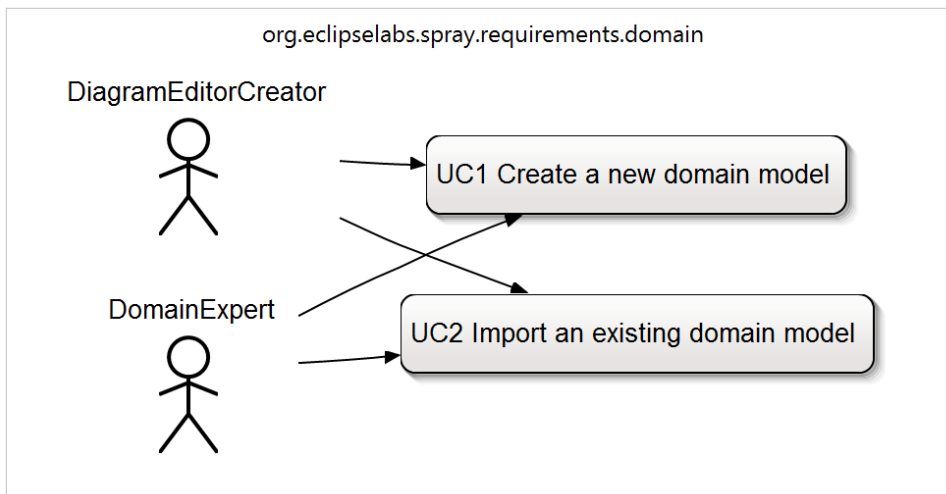 org.eclipselabs.spray.requirements.domain
DiagramEditorCreator
UC1 Create a new domain model
DomainExpert
UC2 Import an existing domain model